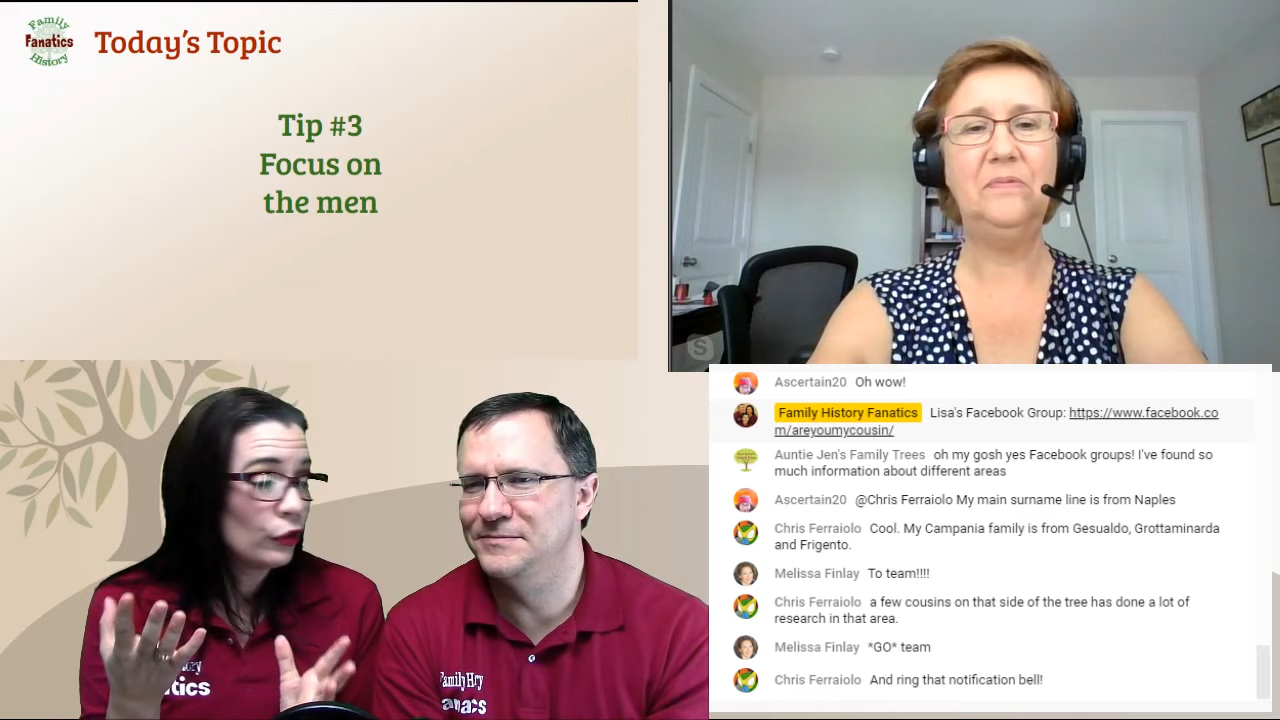 Family
Fanatics
History
Today's Topic
Tip #3
Focus on
the men
S
Ascertain20 Oh wow!
Family History Fanatics Lisa's Facebook Group: https://www.facebook.co
m/areyoumycousin/
Auntie Jen's Family Trees oh my gosh yes Facebook groups! I've found so
much information about different areas
Ascertain20 @Chris Ferraiolo My main surname line is from Naples
Chris Ferraiolo Cool. My Campania family is from Gesualdo, Grottaminarda
and Frigento.
Melissa Finlay To team!!!!
Chris Ferraiolo a few cousins on that side of the tree has done a lot of
research in that area.
Melissa Finlay *GO* team
Chris Ferraiolo And ring that notification bell!